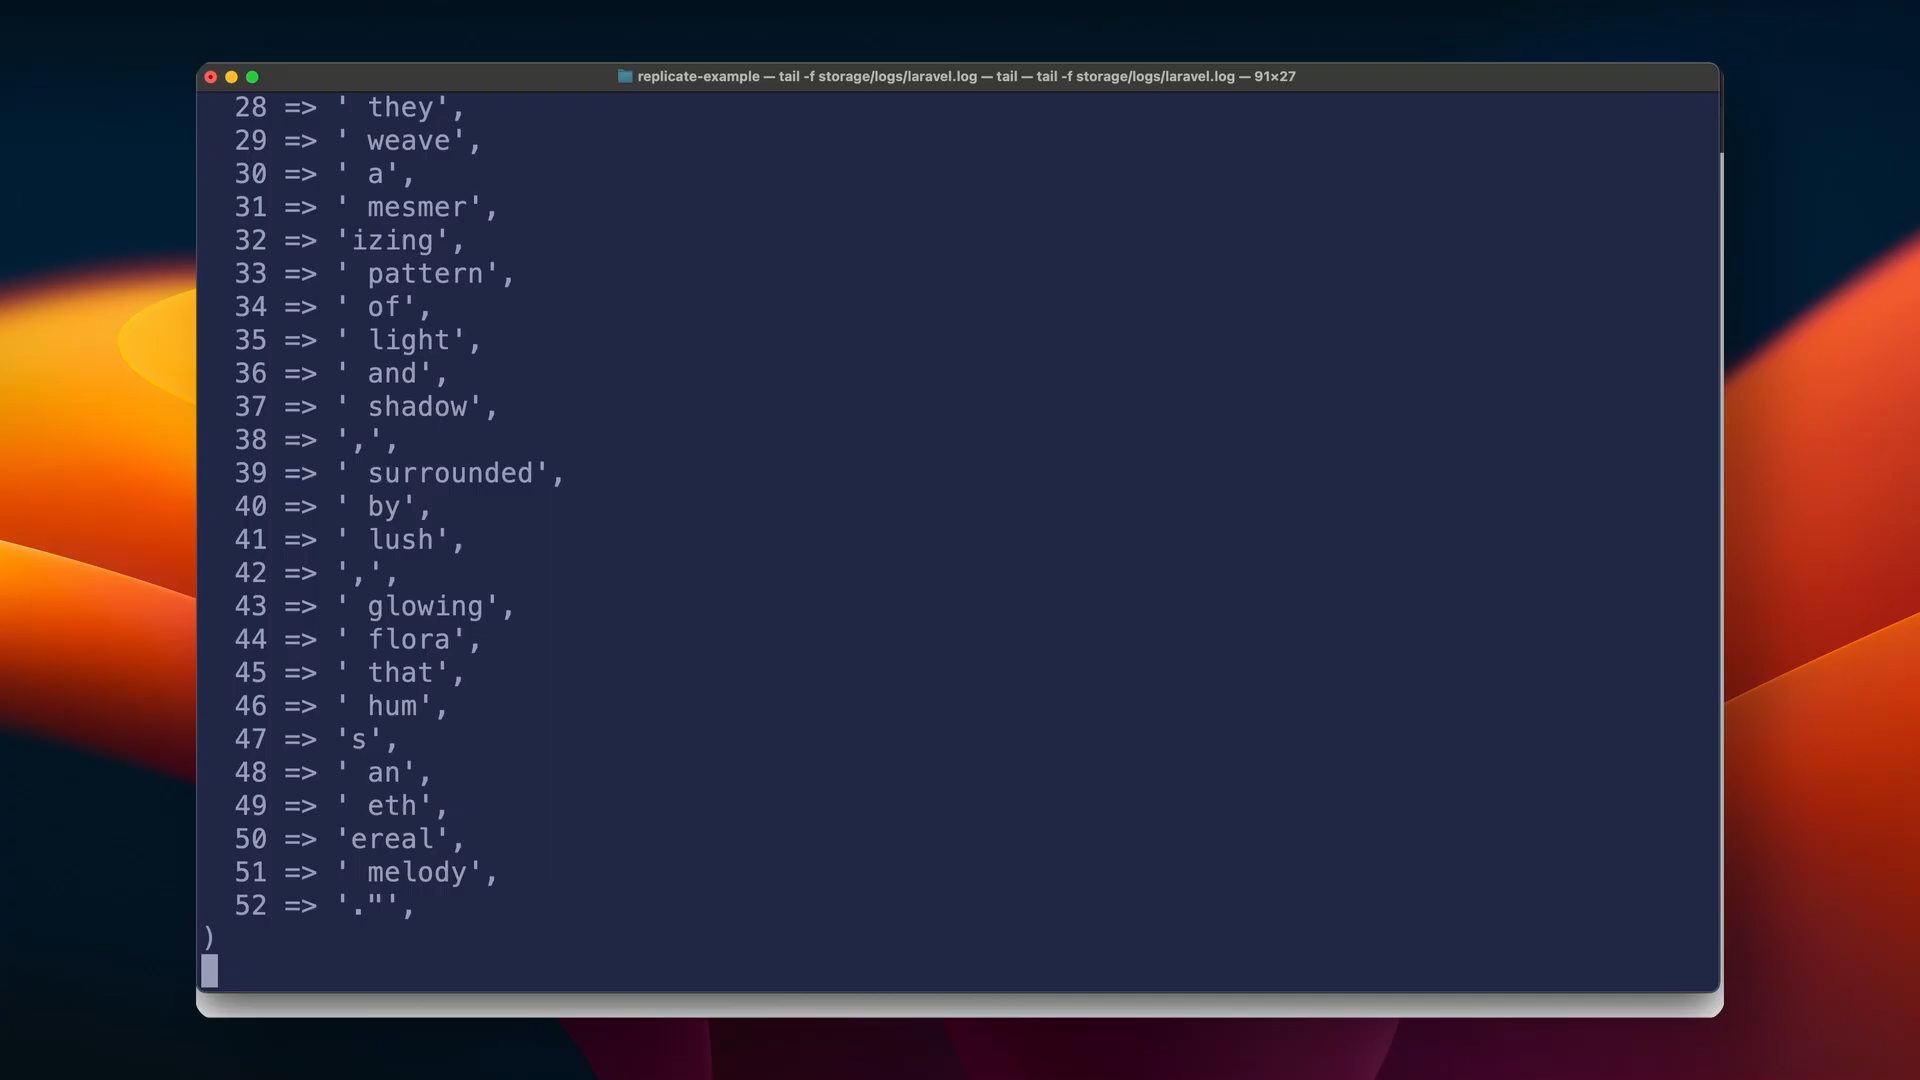 replicate-example — tail -f storage/logs/laravel.log — tail — tail -f storage/logs/laravel.log — 91×27
28 => ' they',
29 => ' weave',
30 => ' a',
31 => ' mesmer',
32 => 'izing',
33 => ' pattern',
34 => ' of',
35 => ' light',
36 => ' and',
37 => ' shadow',
38 => ',',
39 => ' surrounded',
40 => ' by',
41 => ' lush',
42 => ',',
43 => ' glowing',
44 => ' flora',
45 => ' that',
46 => ' hum',
47 => 's',
48 => ' an',
49 => ' eth',
50 => 'ereal',
51 => ' melody',
52 => '."',
)